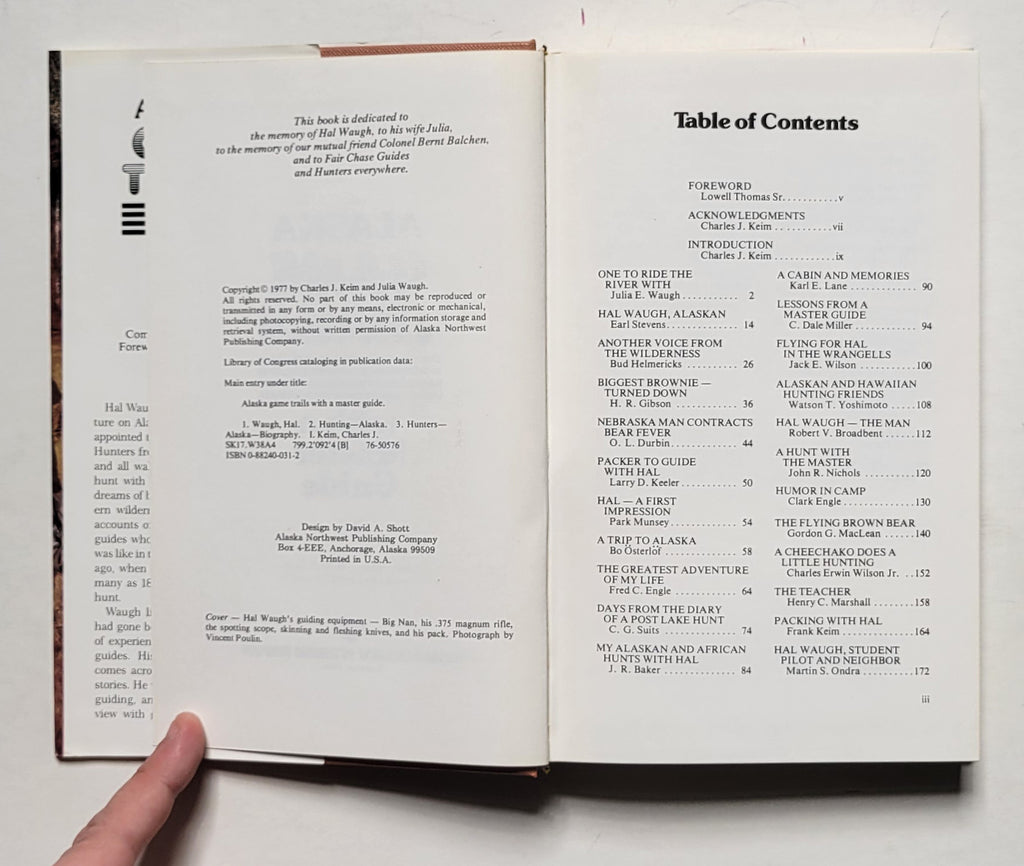 This book is dedicated to
the memory of Hal Waugh, to his wife Julia,
to the memory of our mutual friend Colonel Bernt Balchen,
and to Fair Chase Guides
and Hunters everywhere.
Copyright © 1977 by Charles J. Keim and Julia Waugh.
All rights reserved. No part of this book may be reproduced or
transmitted in any form or by any means, electronic or mechanical,
including photocopying, recording or by any information storage and
retrieval system, without written permission of Alaska Northwest
Publishing Company.
Library of Congress cataloging in publication data:
Main entry under title:
Alaska game trails with a master guide.
1. Waugh, Hal. 2. Hunting—Alaska. 3. Hunters—
Alaska—Biography. I. Keim, Charles J.
SK17.W38A4 799.2'092'4 [B] 76-50576
ISBN 0-88240-031-2
Design by David A. Shott
Alaska Northwest Publishing Company
Box 4-EEE, Anchorage, Alaska 99509
Printed in U.S.A.
Cover — Hal Waugh's guiding equipment — Big Nan, his .375 magnum rifle,
the spotting scope, skinning and fleshing knives, and his pack. Photograph by
Vincent Poulin.
Hal
ture on
appointed
Hunters
and all
hunt with
dreams of
ern
accounts
guides
was like in
ago, when
many as
hunt.
Waugh
had gone
of
guides.
comes
stories. He
guiding,
view with
Table of Contents
FOREWORD
Lowell Thomas Sr...........v
ACKNOWLEDGMENTS
Charles J. Keim ...........vii
INTRODUCTION
Charles J. Keim ............ix
ONE TO RIDE THE
RIVER WITH
Julia E. Waugh ........... 2
HAL WAUGH, ALASKAN
Earl Stevens.............. 14
ANOTHER VOICE FROM
THE WILDERNESS
Bud Helmericks ........... 26
BIGGEST BROWNIE —
TURNED DOWN
H. R. Gibson ............. 36
NEBRASKA MAN CONTRACTS
BEAR FEVER
O. L. Durbin .............. 44
PACKER TO GUIDE
WITH HAL
Larry D. Keeler ........... 50
HAL — A FIRST
IMPRESSION
Park Munsey.............. 54
A TRIP TO ALASKA
Bo Österlöf .............. 58
THE GREATEST ADVENTURE
OF MY LIFE
Fred C. Engle ............. 64
DAYS FROM THE DIARY
OF A POST LAKE HUNT
C. G. Suits ............... 74
MY ALASKAN AND AFRICAN
HUNTS WITH HAL
J. R. Baker ............... 84
A CABIN AND MEMORIES
Karl E. Lane .............. 90
LESSONS FROM A
MASTER GUIDE
C. Dale Miller ............. 94
FLYING FOR HAL
IN THE WRANGELLS
Jack E. Wilson ............100
ALASKAN AND HAWAIIAN
HUNTING FRIENDS
Watson T. Yoshimoto .....108
HAL WAUGH — THE MAN
Robert V. Broadbent ......112
A HUNT WITH
THE MASTER
John R. Nichols ...........120
HUMOR IN CAMP
Clark Engle ...............130
THE FLYING BROWN BEAR
Gordon G. MacLean .......140
A CHEECHAKO DOES A
LITTLE HUNTING
Charles Erwin Wilson Jr. ..152
THE TEACHER
Henry C. Marshall ........158
PACKING WITH HAL
Frank Keim ...............164
HAL WAUGH, STUDENT
PILOT AND NEIGHBOR
Martin S. Ondra ..........172
iii